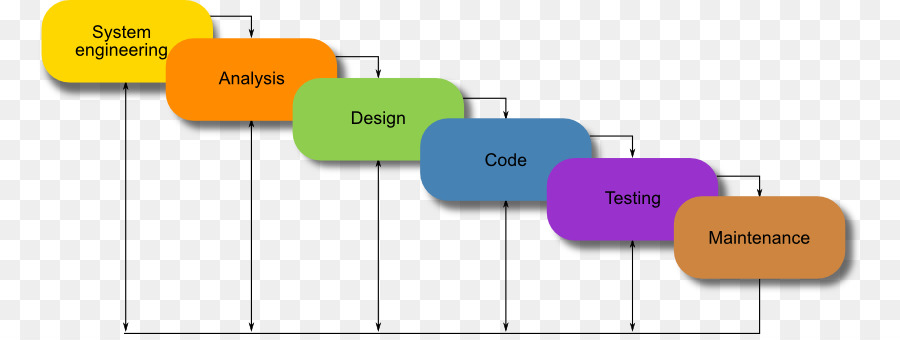 System
engineering
Analysis
Design
Code
Testing
Maintenance